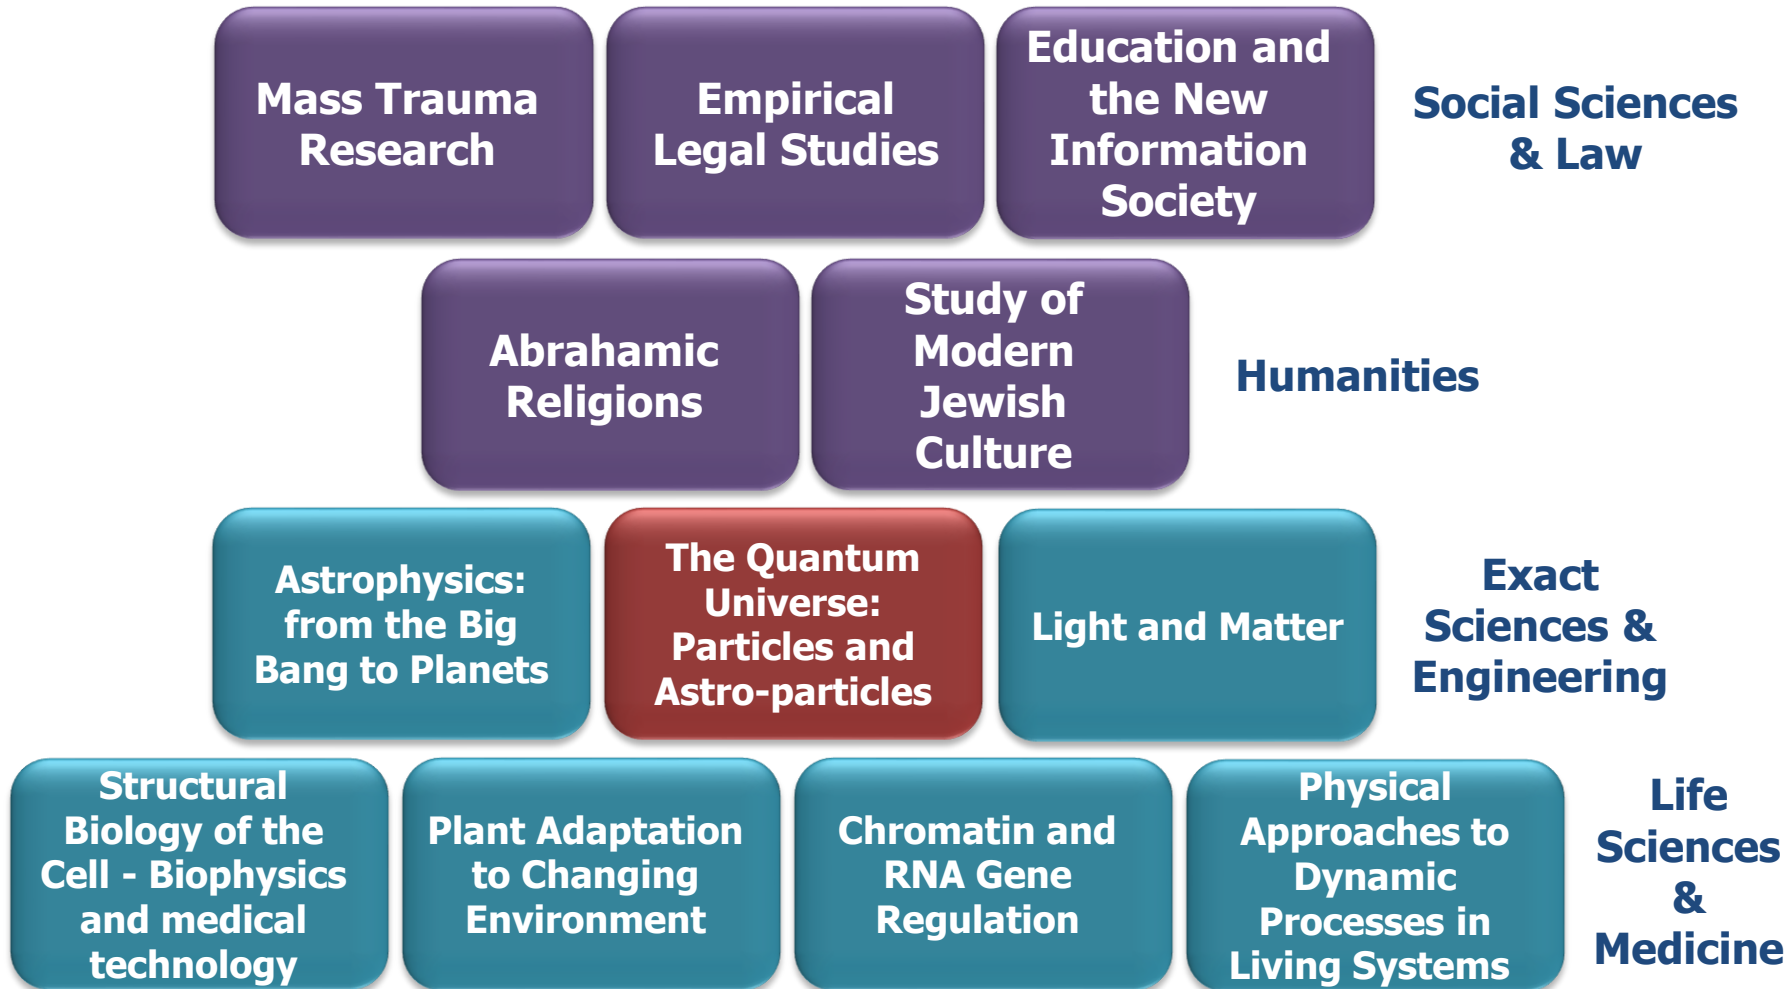 Mass Trauma
Research
Empirical
Legal Studies
Education and
the New
Information
Society
Social Sciences
& Law
Abrahamic
Religions
Study of
Modern
Jewish
Culture
Humanities
Astrophysics:
from the Big
Bang to Planets
The Quantum
Universe:
Particles and
Astro-particles
Light and Matter
Exact
Sciences &
Engineering
Structural
Biology of the
Cell - Biophysics
and medical
technology
Plant Adaptation
to Changing
Environment
Chromatin and
RNA Gene
Regulation
Physical
Approaches to
Dynamic
Processes in
Living Systems
Life
Sciences
&
Medicine